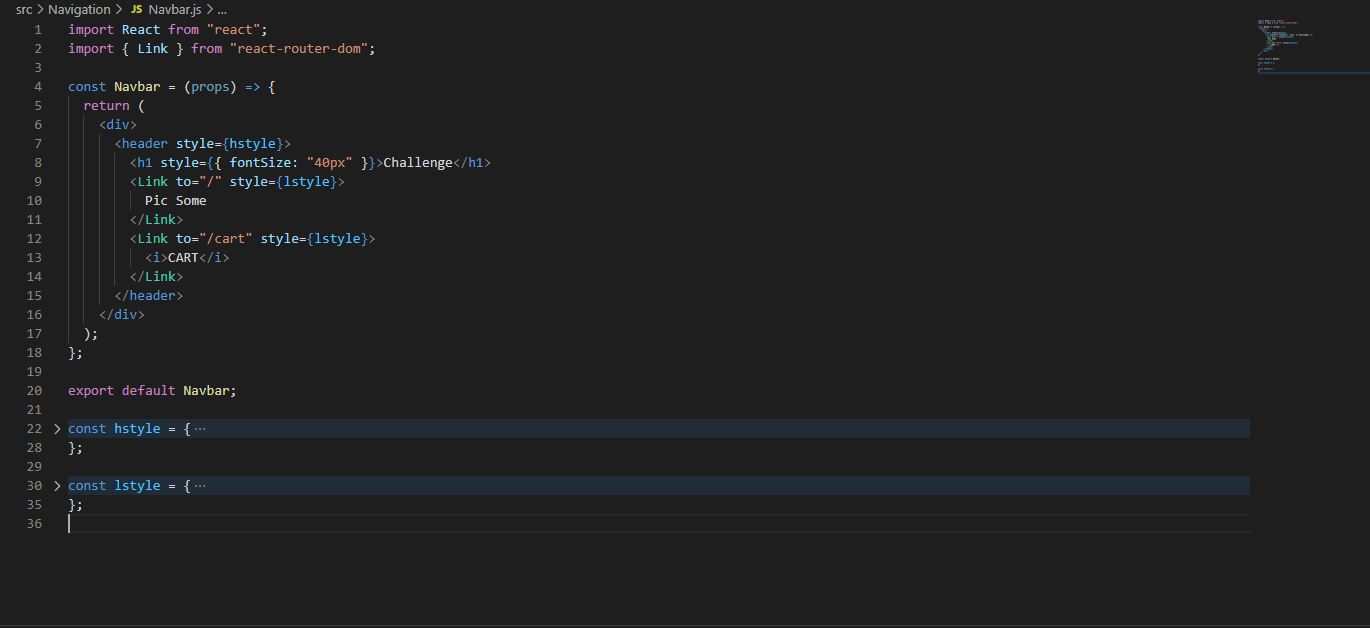 src > Navigation > JS Navbar.js > ...
1 import React from "react";
2 import { Link } from "react-router-dom";
3
4 const Navbar = (props) => {
5   return (
6     <div>
7       <header style={hstyle}>
8         <h1 style={{ fontSize: "40px" }}>Challenge</h1>
9         <Link to="/" style={lstyle}>
10           Pic Some
11         </Link>
12         <Link to="/cart" style={lstyle}>
13           <i>CART</i>
14         </Link>
15       </header>
16     </div>
17   );
18 };
19
20 export default Navbar;
21
22 > const hstyle = { ···
28 };
29
30 > const lstyle = { ···
35 };
36